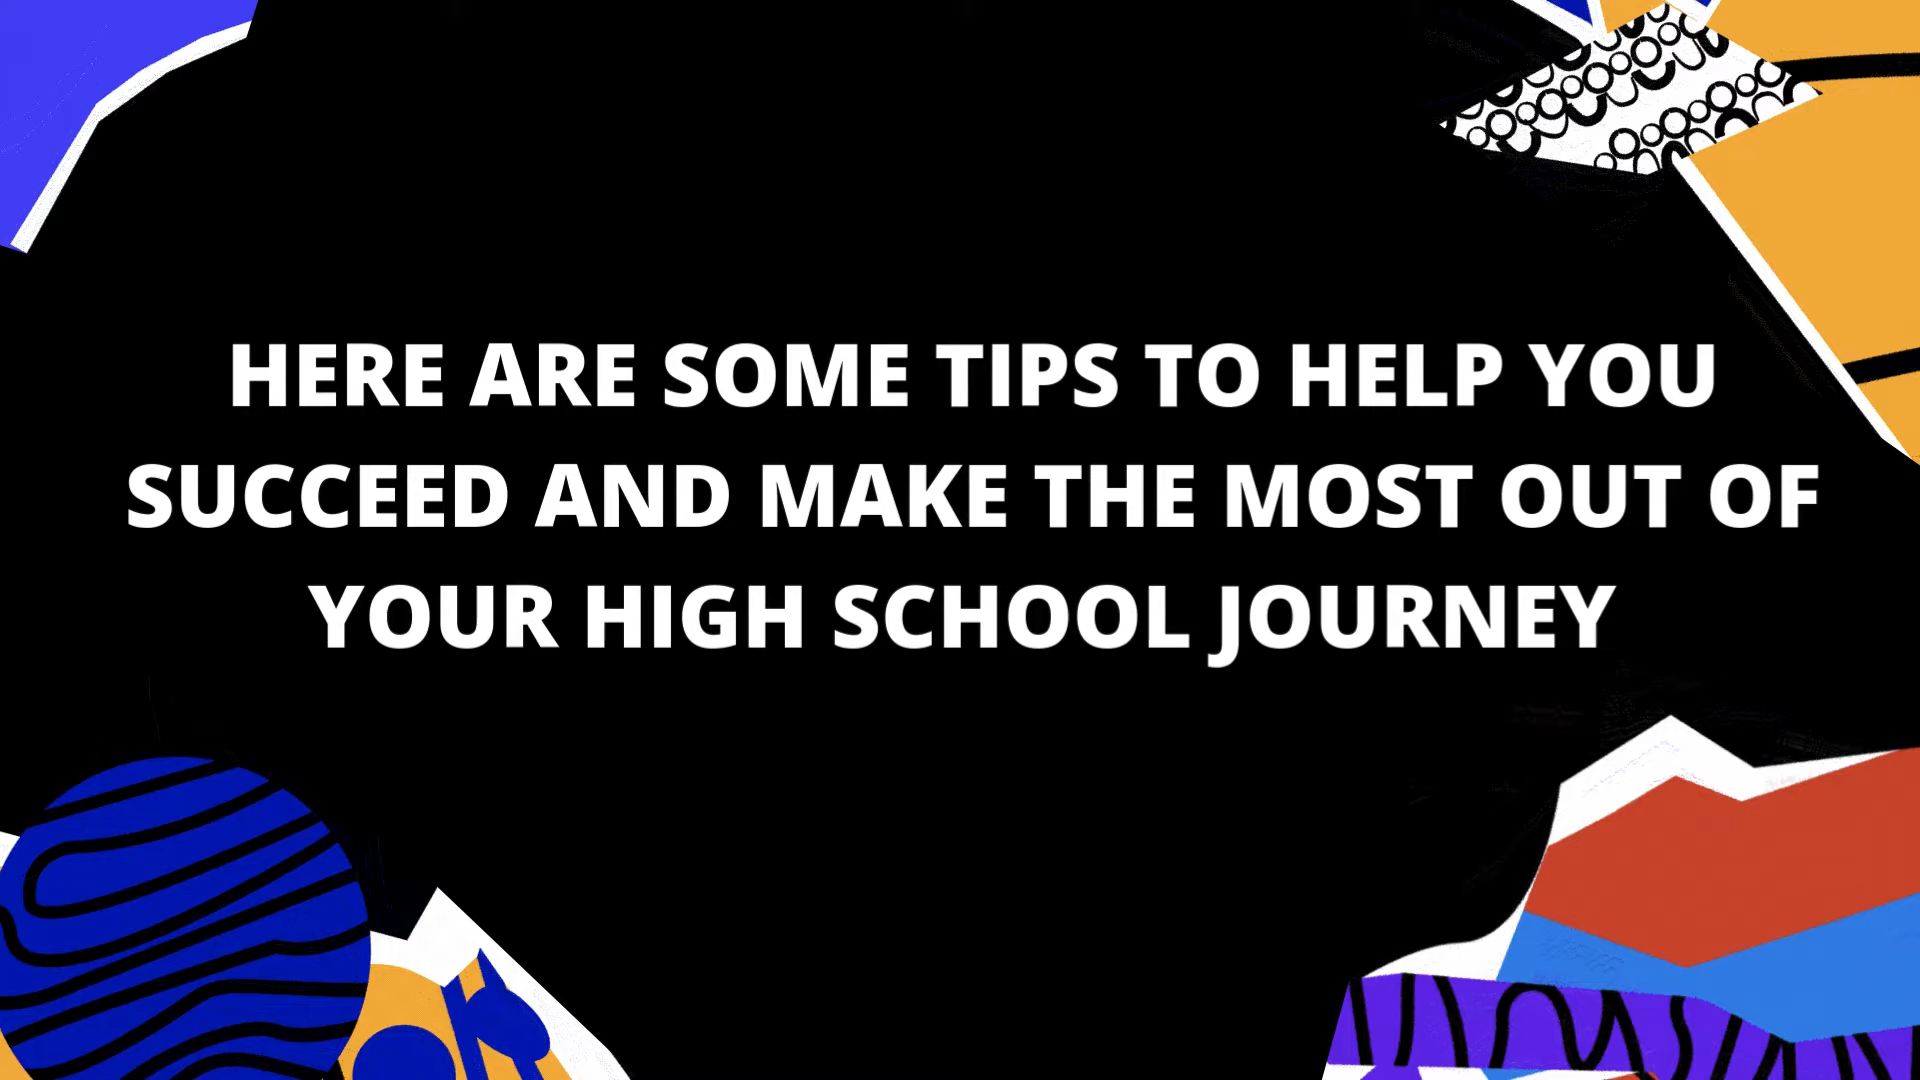 HERE ARE SOME TIPS TO HELP YOU
SUCCEED AND MAKE THE MOST OUT OF
YOUR HIGH SCHOOL JOURNEY